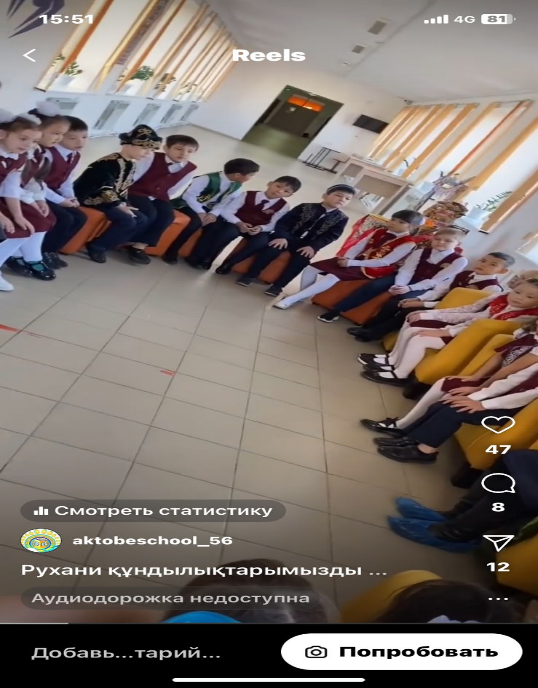 15:51
4G 81
Reels
47
8
Смотреть статистику
aktobeschool_56
12
Рухани құндылықтарымызды ...
Аудиодорожка недоступна
Добавь...тарий...
Попробовать